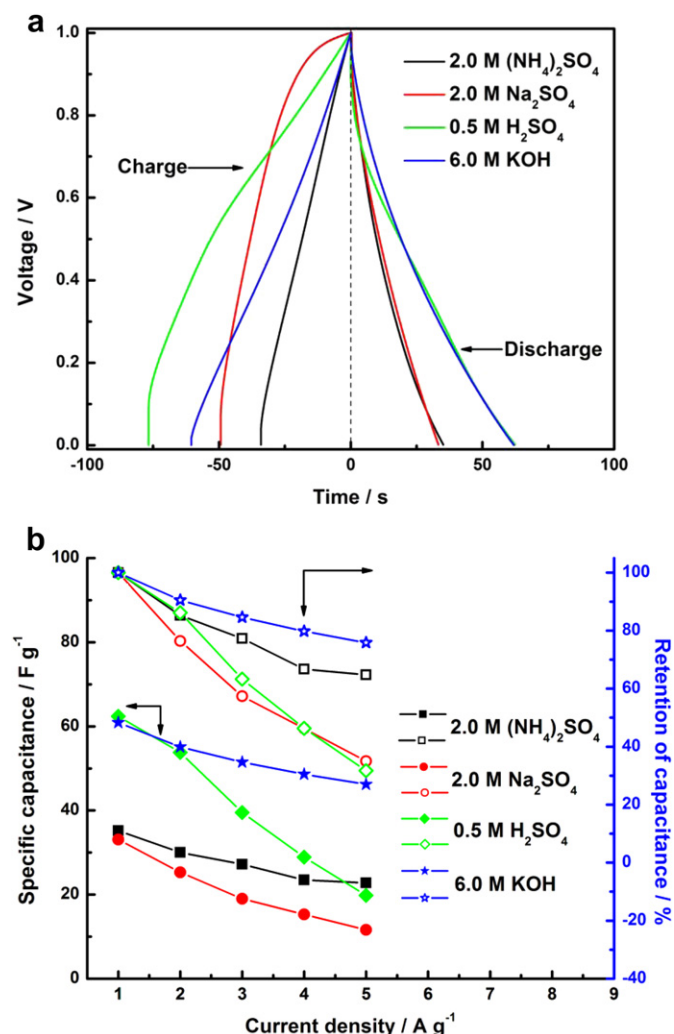 a
1.0
0.8
0.6
0.4
0.2
0.0
Voltage / V
-100
-50
0
50
100
Time / s
2.0 M (NH₄)₂SO₄
2.0 M Na₂SO₄
0.5 M H₂SO₄
6.0 M KOH
Charge
Discharge
b
100
80
60
40
20
0
Specific capacitance / F g⁻¹
1
2
3
4
5
6
7
8
9
Current density / A g⁻¹
100
80
60
40
20
0
-20
-40
Retention of capacitance / %
2.0 M (NH₄)₂SO₄
2.0 M Na₂SO₄
0.5 M H₂SO₄
6.0 M KOH